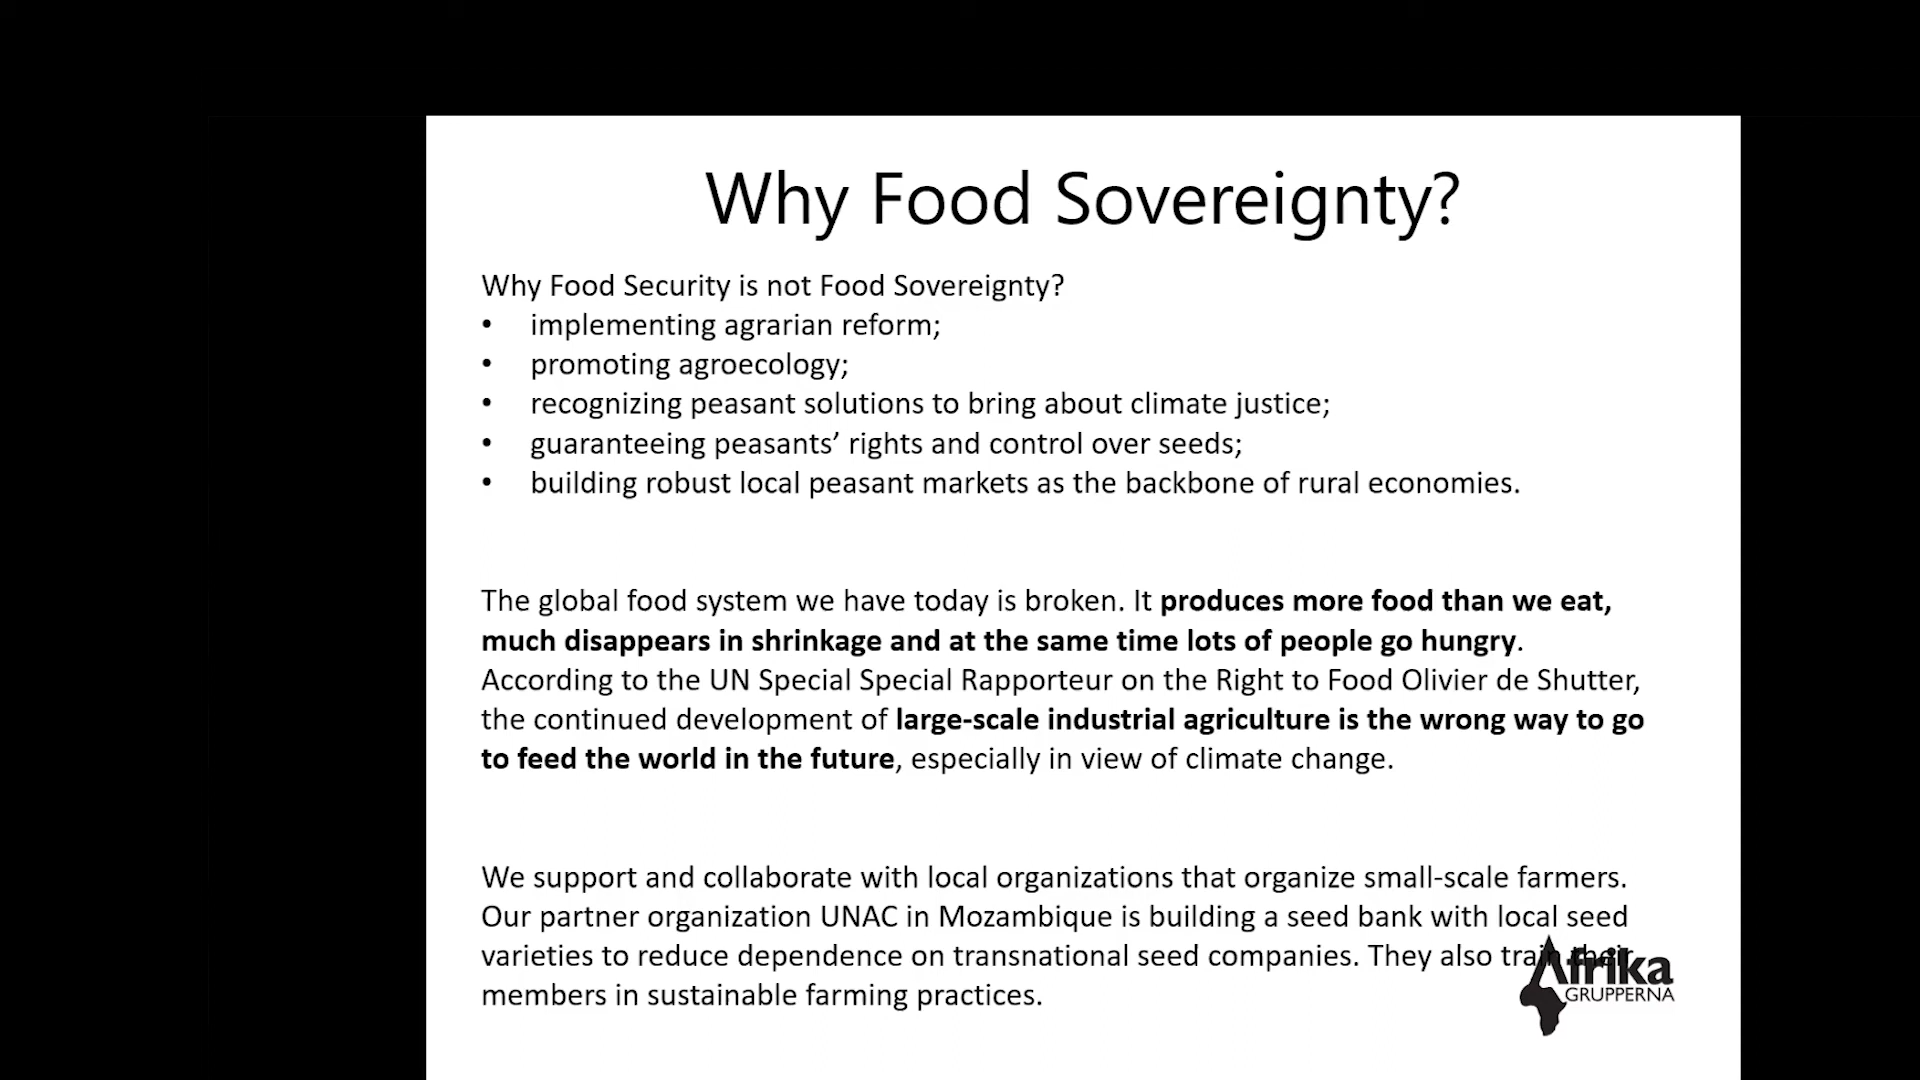 Why Food Sovereignty?
Why Food Security is not Food Sovereignty?
• implementing agrarian reform;
• promoting agroecology;
• recognizing peasant solutions to bring about climate justice;
• guaranteeing peasants’ rights and control over seeds;
• building robust local peasant markets as the backbone of rural economies.
The global food system we have today is broken. It produces more food than we eat,
much disappears in shrinkage and at the same time lots of people go hungry.
According to the UN Special Special Rapporteur on the Right to Food Olivier de Shutter,
the continued development of large-scale industrial agriculture is the wrong way to go
to feed the world in the future, especially in view of climate change.
We support and collaborate with local organizations that organize small-scale farmers.
Our partner organization UNAC in Mozambique is building a seed bank with local seed
varieties to reduce dependence on transnational seed companies. They also train their
members in sustainable farming practices.
Afrika
GRUPPERNA